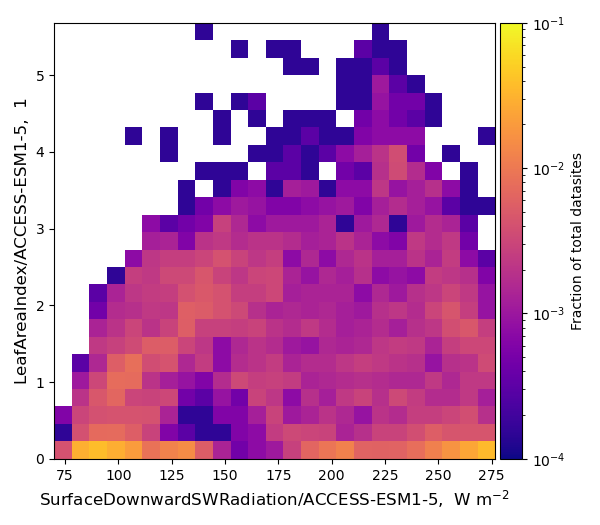 LeafAreaIndex/ACCESS-ESM1-5,  1
5
4
3
2
1
0
75 100 125 150 175 200 225 250 275
SurfaceDownwardSWRadiation/ACCESS-ESM1-5,  W m⁻²
10⁻¹
10⁻²
10⁻³
10⁻⁴
Fraction of total datasites